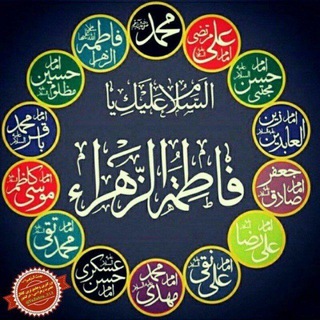 محمد
علی مرتضی
امام
حسن
امام
مجتبی
امام زین
العابدین
جعفر
امام
صادق
امام
علی رضا
امام
علی نقی
امام
محمد
مهدی
امام
عسکری
امام
حسن
امام
محمد تقی
امام کاظم
موسی
امام
محمد
باقر
امام
حسین
مظلوم
فاطمة
الزهراء
السلام علیک یا
فاطمة الزهراء